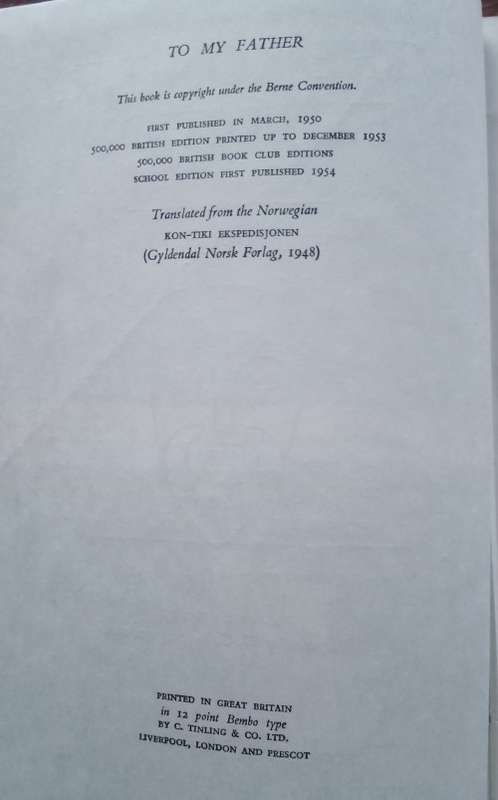 TO MY FATHER
This book is copyright under the Berne Convention.
FIRST PUBLISHED IN MARCH, 1950
500,000 BRITISH EDITION PRINTED UP TO DECEMBER 1953
500,000 BRITISH BOOK CLUB EDITIONS
SCHOOL EDITION FIRST PUBLISHED 1954
Translated from the Norwegian
KON-TIKI EKSPEDISJONEN
(Gyldendal Norsk Forlag, 1948)
PRINTED IN GREAT BRITAIN
in 12 point Bembo type
BY C. TINLING & CO. LTD.
LIVERPOOL, LONDON AND PRESCOT